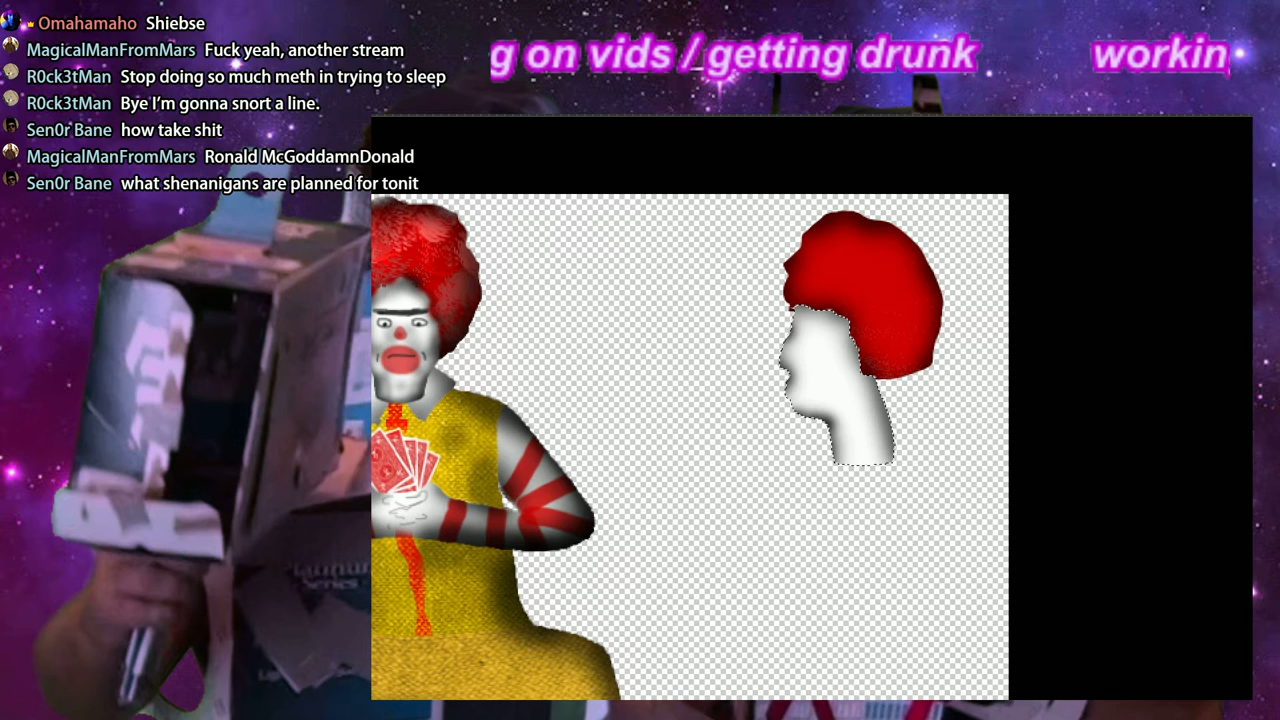 Omahamaho Shiebse
MagicalManFromMars Fuck yeah, another stream
R0ck3tMan Stop doing so much meth in trying to sleep
R0ck3tMan Bye I’m gonna snort a line.
Sen0r Bane how take shit
MagicalManFromMars Ronald McGoddamnDonald
Sen0r Bane what shenanigans are planned for tonit
g on vids / getting drunk workin